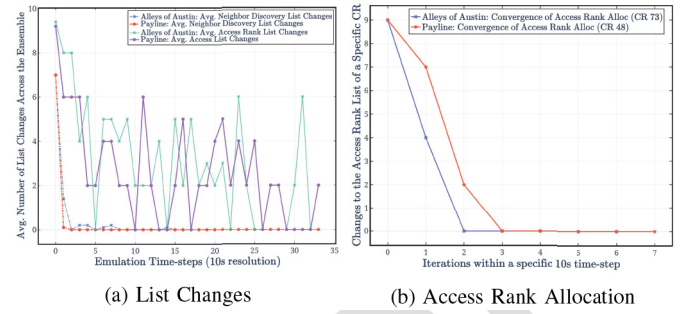 Alleys of Austin: Avg. Neighbor Discovery List Changes
Payline: Avg. Neighbor Discovery List Changes
Alleys of Austin: Avg. Access Rank List Changes
Payline: Avg. Access List Changes
Avg. Number of List Changes Across the Ensemble
10
8
6
4
2
0
0
5
10
15
20
25
30
35
Emulation Time-steps (10s resolution)
(a) List Changes
Alleys of Austin: Convergence of Access Rank Alloc (CR 73)
Payline: Convergence of Access Rank Alloc (CR 48)
Changes to the Access Rank List of a Specific CR
9
8
7
6
5
4
3
2
1
0
0
1
2
3
4
5
6
7
Iterations within a specific 10s time-step
(b) Access Rank Allocation